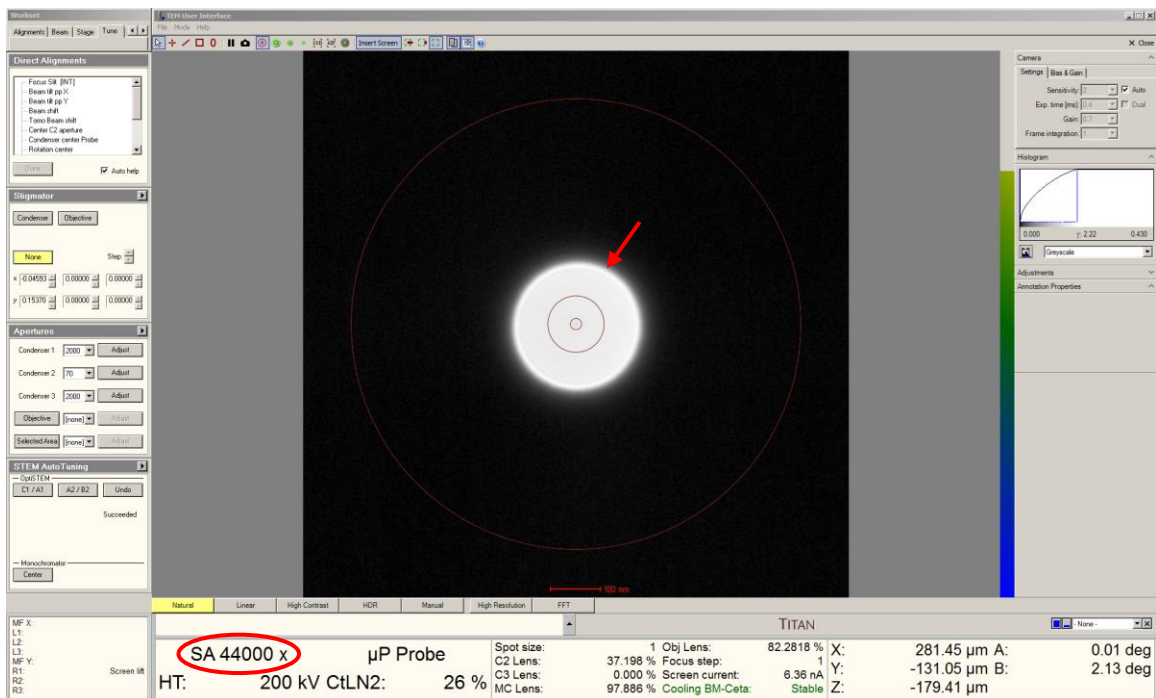 Workset
TEM User Interface
Alignments Beam Stage Tune
File Mode Help
Insert Screen
Close
Direct Alignments
Focus Slit [INT]
Beam tilt pp X
Beam tilt pp Y
Beam shift
Tomo Beam shift
Center C2 aperture
Condenser center Probe
Rotation center
Done
Auto help
Stigmator
Condenser Objective
None Step:
x -0.04593 0.00000 0.00000
y 0.15370 0.00000 0.00000
Apertures
Condenser 1 2000 Adjust
Condenser 2 70 Adjust
Condenser 3 2000 Adjust
Objective [none] Adjust
Selected Area [none] Adjust
STEM AutoTuning
OptiSTEM
C1 / A1 A2 / B2 Undo
Succeeded
Monochromator
Center
Camera
Settings Bias & Gain
Sensitivity: 2 Auto
Exp. time [ms]: 0.4 Dual
Gain: 0.7
Frame integration: 1
Histogram
0.000 γ: 2.22 0.430
Greyscale
Adjustments
Annotation Properties
100 nm
Natural Linear High Contrast HDR Manual High Resolution FFT
TITAN
- None -
MF X:
L1:
L2:
L3:
MF Y:
R1: Screen lift
R2:
R3:
SA 44000 x µP Probe
HT: 200 kV CtLN2: 26 %
Spot size: 1 Obj Lens: 82.2818 %
C2 Lens: 37.198 % Focus step: 1
C3 Lens: 0.000 % Screen current: 6.36 nA
MC Lens: 97.886 % Cooling BM-Ceta: Stable
X: 281.45 µm A: 0.01 deg
Y: -131.05 µm B: 2.13 deg
Z: -179.41 µm